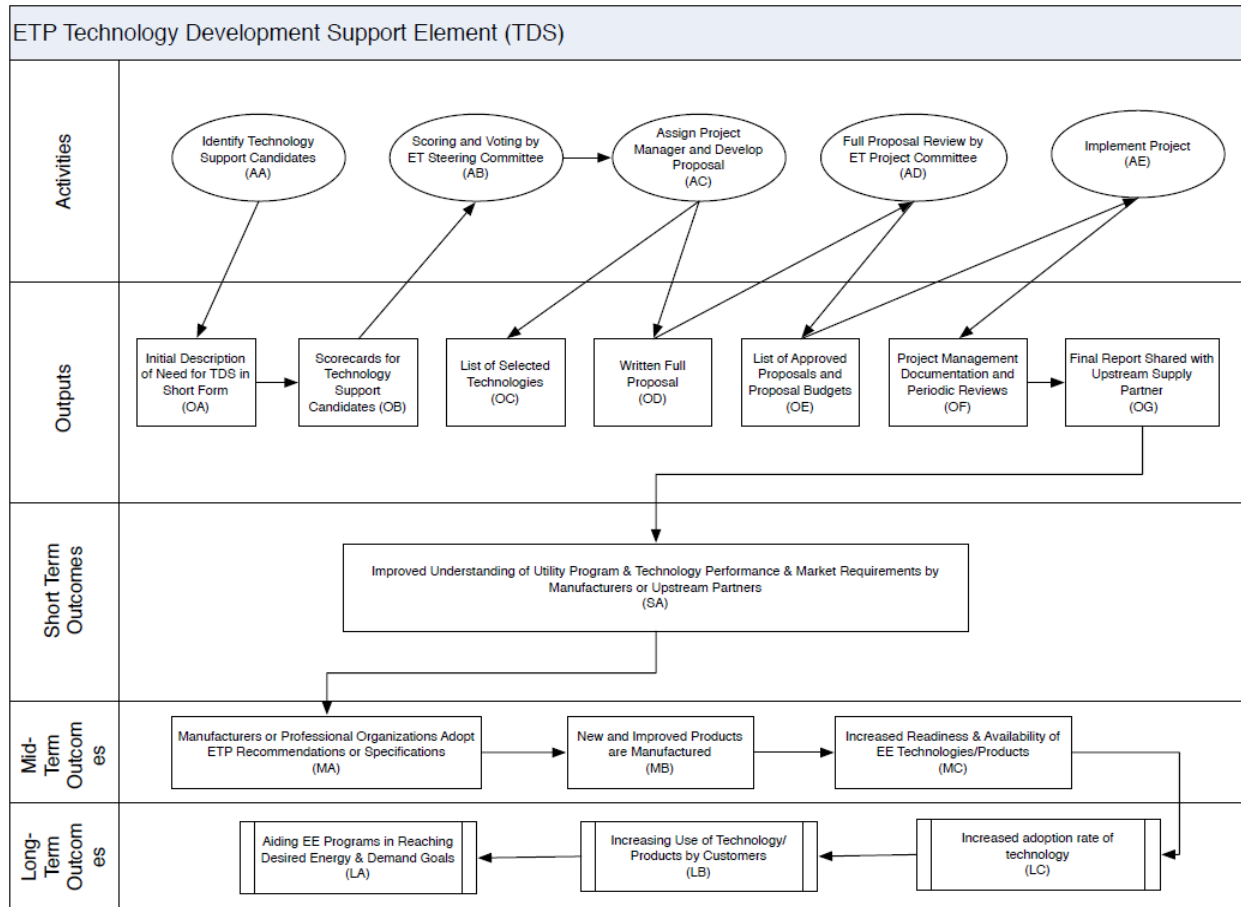 ETP Technology Development Support Element (TDS)
Activities
Identify Technology
Support Candidates
(AA)
Scoring and Voting by
ET Steering Committee
(AB)
Assign Project
Manager and Develop
Proposal
(AC)
Full Proposal Review by
ET Project Committee
(AD)
Implement Project
(AE)
Outputs
Initial Description
of Need for TDS in
Short Form
(OA)
Scorecards for
Technology
Support
Candidates (OB)
List of Selected
Technologies
(OC)
Written Full
Proposal
(OD)
List of Approved
Proposals and
Proposal Budgets
(OE)
Project Management
Documentation and
Periodic Reviews
(OF)
Final Report Shared with
Upstream Supply
Partner
(OG)
Short Term
Outcomes
Improved Understanding of Utility Program & Technology Performance & Market Requirements by
Manufacturers or Upstream Partners
(SA)
Mid-
Term
Outcom
es
Manufacturers or Professional Organizations Adopt
ETP Recommendations or Specifications
(MA)
New and Improved Products
are Manufactured
(MB)
Increased Readiness & Availability of
EE Technologies/Products
(MC)
Long-
Term
Outcom
es
Aiding EE Programs in Reaching
Desired Energy & Demand Goals
(LA)
Increasing Use of Technology/
Products by Customers
(LB)
Increased adoption rate of
technology
(LC)